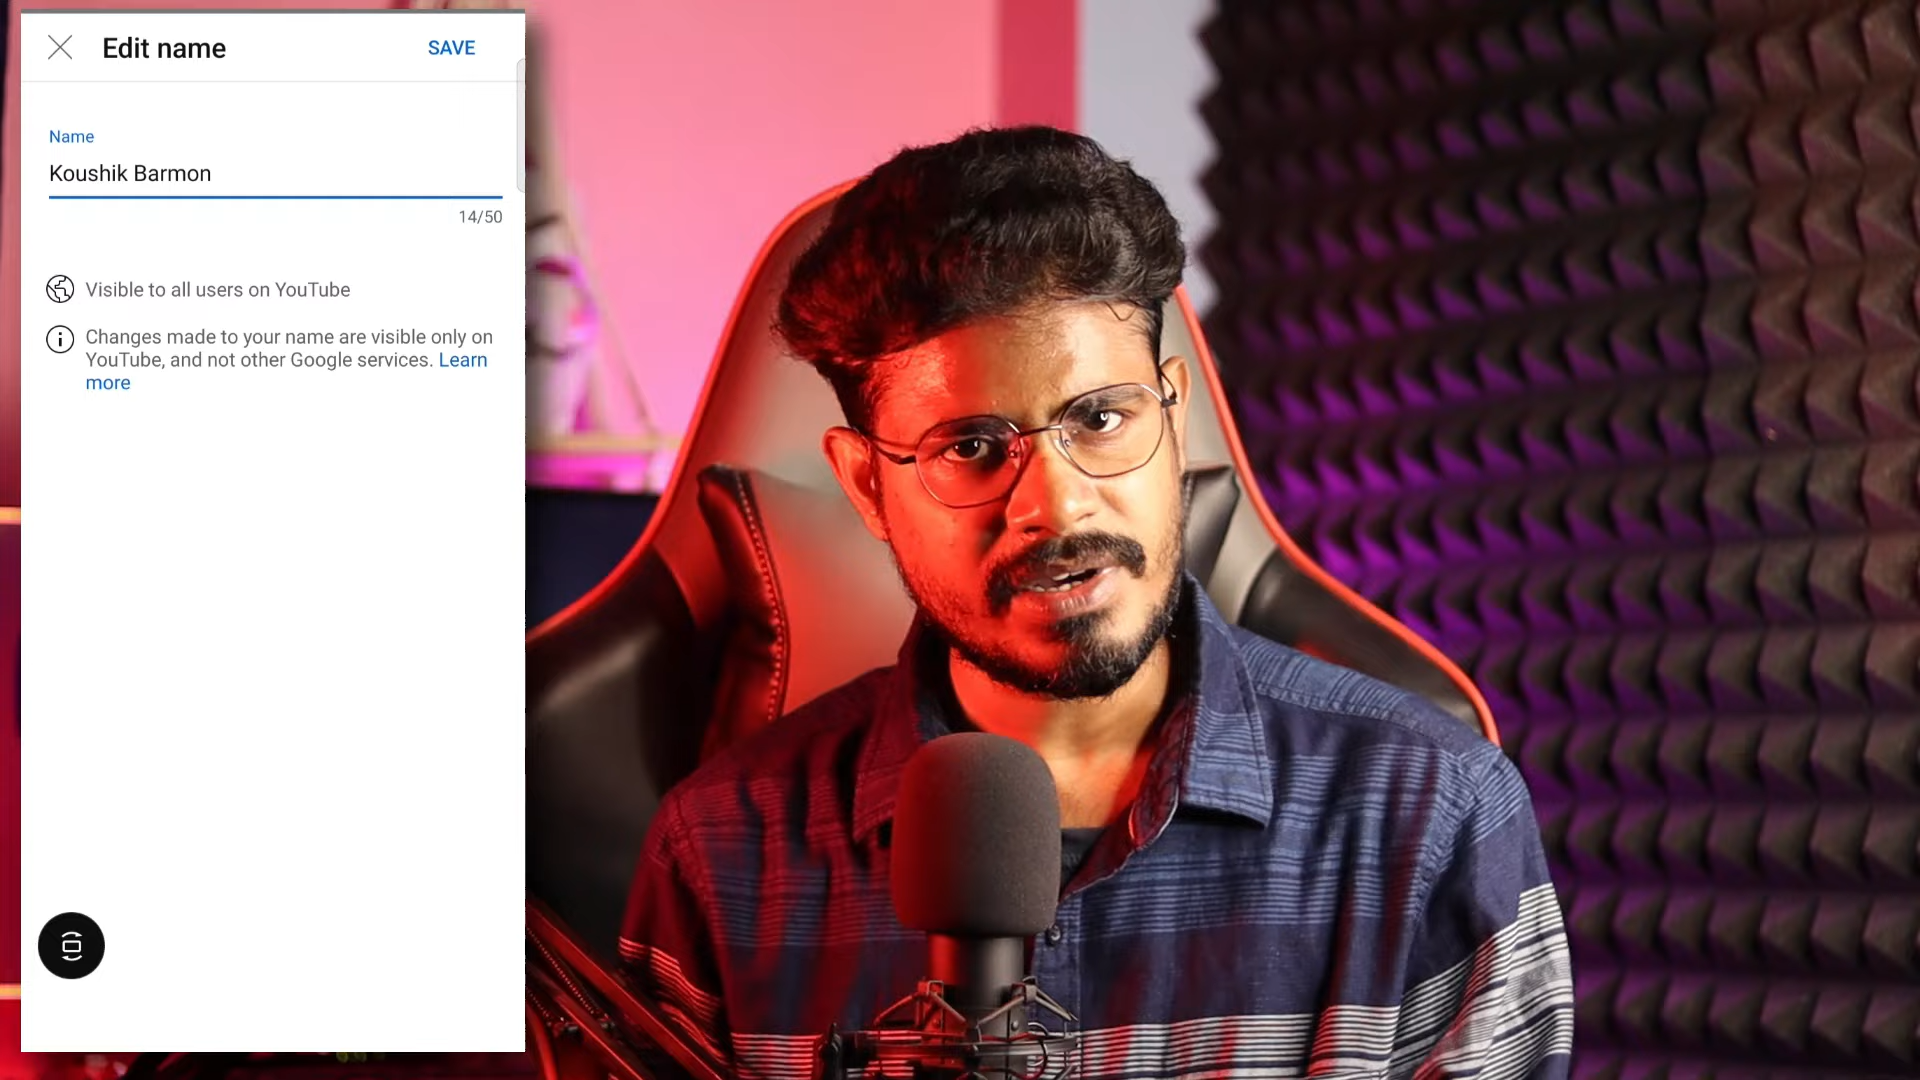 Edit name
SAVE
Name
Koushik Barmon
14/50
Visible to all users on YouTube
Changes made to your name are visible only on
YouTube, and not other Google services. Learn
more